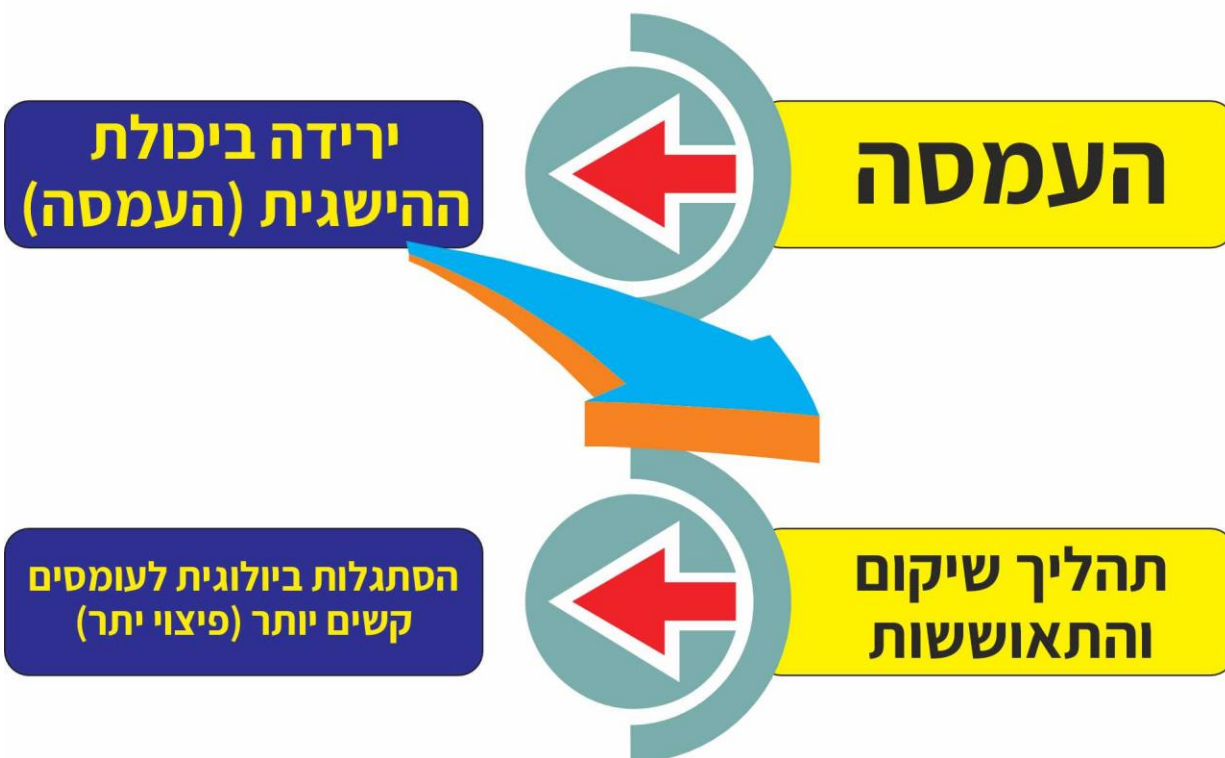 העמסה
ירידה ביכולת
ההישגית (העמסה)
תהליך שיקום
והתאוששות
הסתגלות ביולוגית לעומסים
קשים יותר (פיצוי יתר)